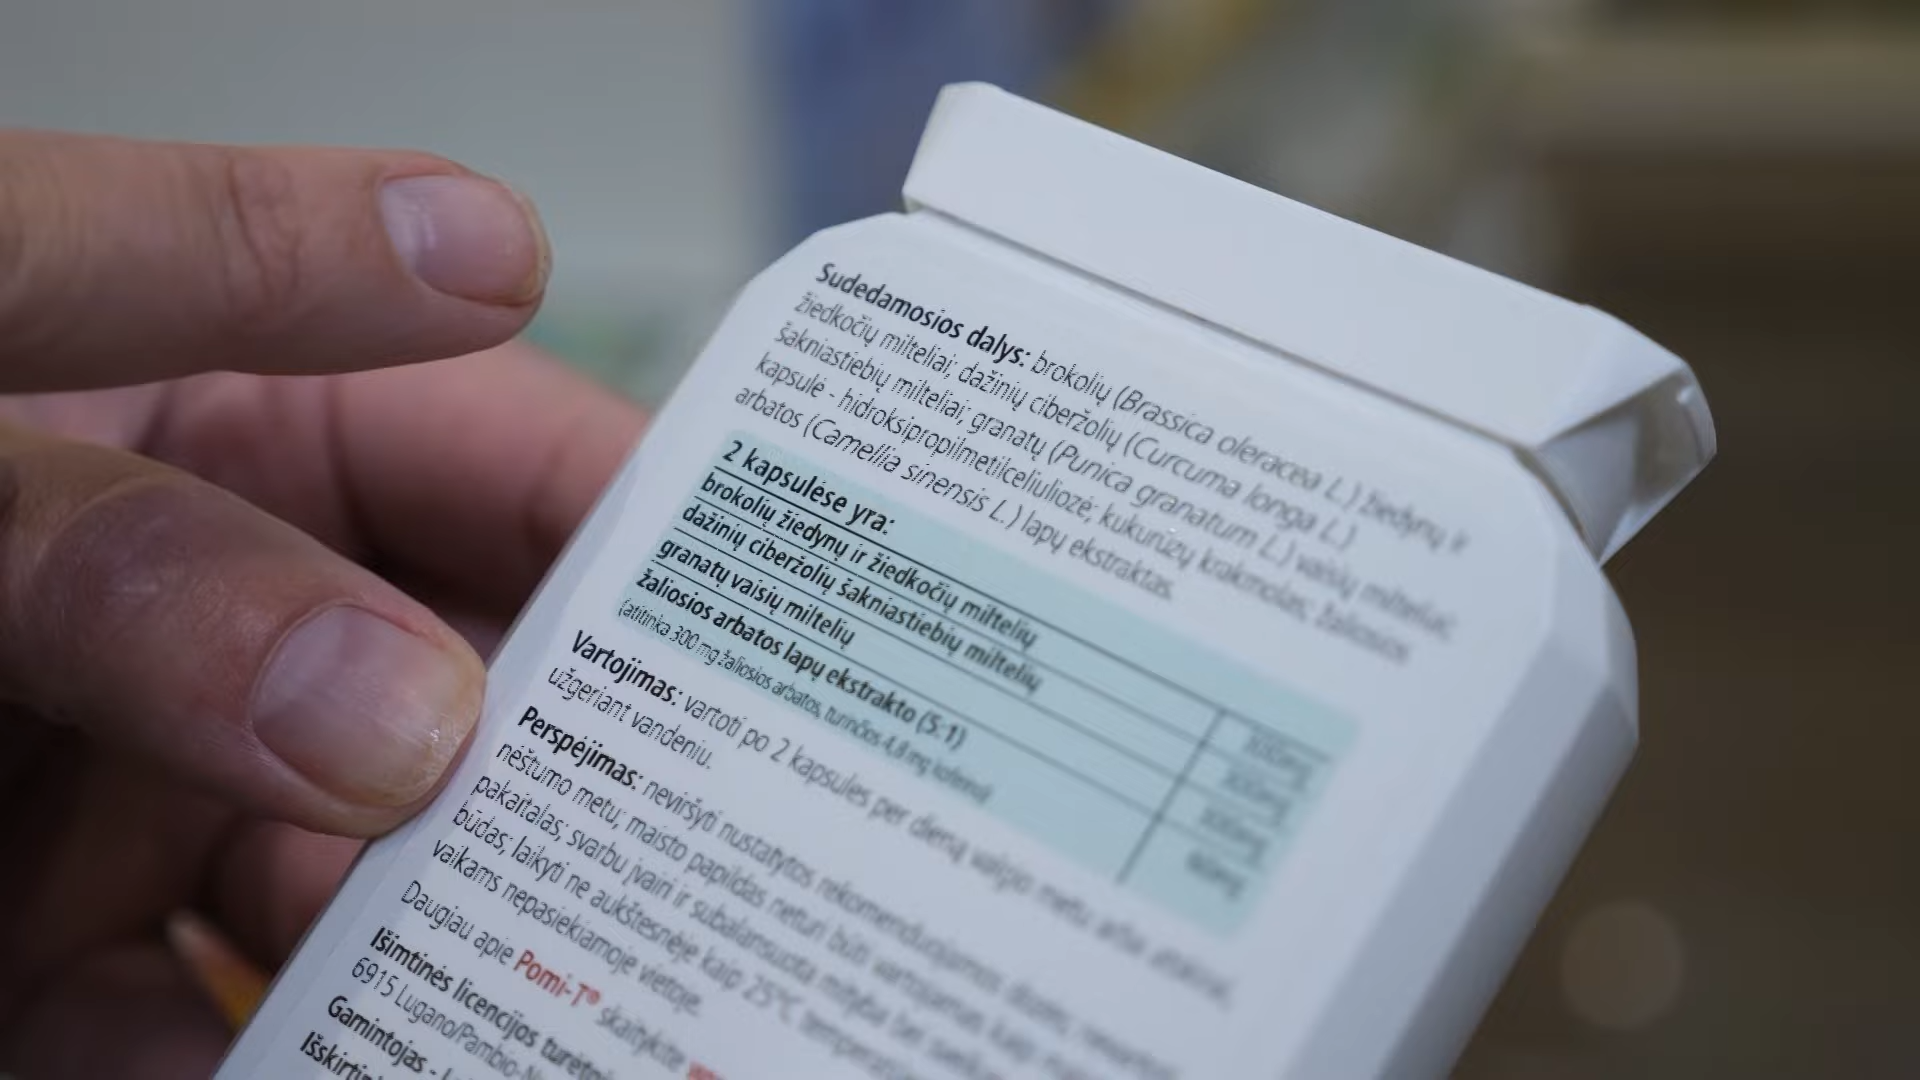 Sudedamosios dalys: brokolių (Brassica oleracea L.) žiedynų ir
žiedkočių milteliai; dažinių ciberžolių (Curcuma longa L.)
šakniastiebių milteliai; granatų (Punica granatum L.) vaisių milteliai;
kapsulė - hidroksipropilmetilceliuliozė; kukurūzų krakmolas; žaliosios
arbatos (Camellia sinensis L.) lapų ekstraktas.
2 kapsulėse yra:
brokolių žiedynų ir žiedkočių miltelių
dažinių ciberžolių šakniastiebių miltelių
granatų vaisių miltelių
žaliosios arbatos lapų ekstrakto (5:1)
(atitinka 300 mg žaliosios arbatos, turinčios 4,8 mg kofeino)
Vartojimas: vartoti po 2 kapsules per dieną valgio metu arba atskirai,
užgeriant vandeniu.
Perspėjimas: neviršyti nustatytos rekomenduojamos dozės; nevartoti
nėštumo metu; maisto papildas neturi būti vartojamas kaip
pakaitalas; svarbu įvairi ir subalansuota mityba bei
būdas; laikyti ne aukštesnėje kaip 25°C
vaikams nepasiekiamoje vietoje.
Daugiau apie Pomi-T® skaitykite
Išimtinės licencijos
6915 Lugano/Pambio-
Gamintojas -